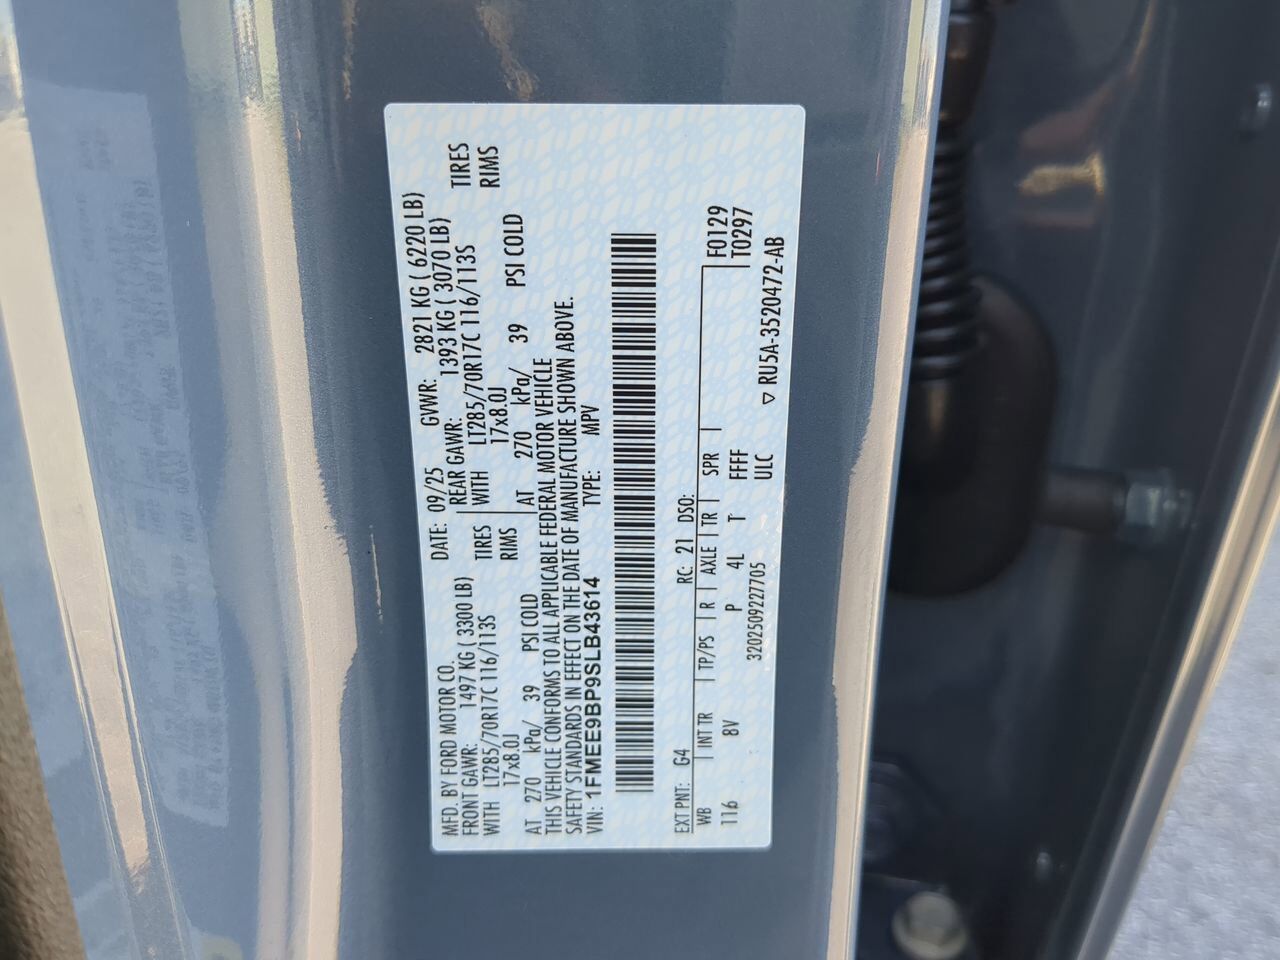 MFD. BY FORD MOTOR CO.
DATE: 09/25 GVWR: 2821 KG ( 6220 LB)
FRONT GAWR: 1497 KG ( 3300 LB) REAR GAWR: 1393 KG ( 3070 LB)
WITH LT285/70R17C 116/113S TIRES WITH LT285/70R17C 116/113S TIRES
17x8.0J RIMS 17x8.0J RIMS
AT 270 kPa/ 39 PSI COLD AT 270 kPa/ 39 PSI COLD
THIS VEHICLE CONFORMS TO ALL APPLICABLE FEDERAL MOTOR VEHICLE
SAFETY STANDARDS IN EFFECT ON THE DATE OF MANUFACTURE SHOWN ABOVE.
VIN: 1FMEE9BP9SLB43614 TYPE: MPV
EXT PNT: G4 RC: 21 DSO:
WB INT TR TP/PS R AXLE TR SPR F0129
116 8V P 4L T FFFF T0297
3202509227705 ULC
▽ RU5A-3520472-AB